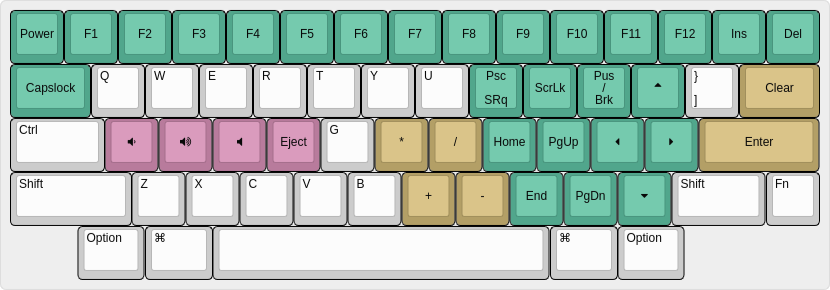 Power F1 F2 F3 F4 F5 F6 F7 F8 F9 F10 F11 F12 Ins Del
Capslock Q W E R T Y U Psc SRq ScrLk Pus / Brk } ] Clear
Ctrl Eject G * / Home PgUp Enter
Shift Z X C V B + - End PgDn Shift Fn
Option ⌘ ⌘ Option